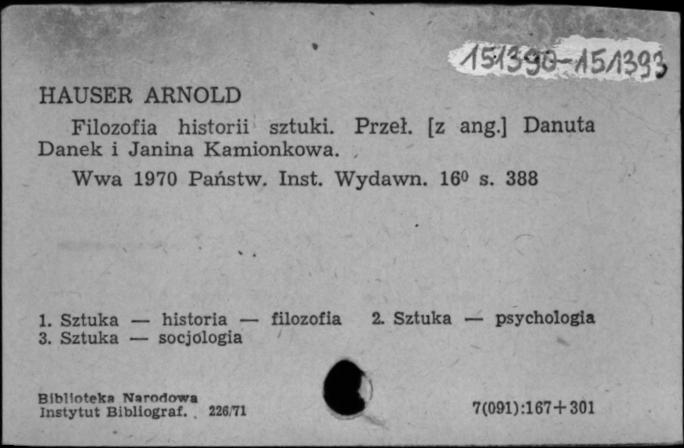 151390-151393
HAUSER ARNOLD
Filozofia historii sztuki. Przeł. [z ang.] Danuta
Danek i Janina Kamionkowa.
Wwa 1970 Państw. Inst. Wydawn. 16⁰ s. 388
1. Sztuka — historia — filozofia 2. Sztuka — psychologia
3. Sztuka — socjologia
Biblioteka Narodowa
Instytut Bibliograf. 226/71
7(091):167+301